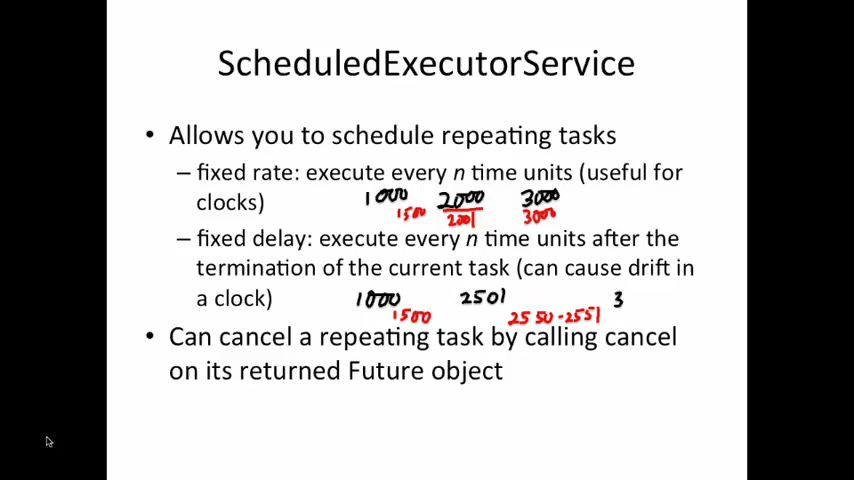 ScheduledExecutorService
• Allows you to schedule repeating tasks
– fixed rate: execute every n time units (useful for
clocks) 1000 2000 3000
1500 2001 3000
– fixed delay: execute every n time units after the
termination of the current task (can cause drift in
a clock) 1000 2501 3
1500 2550-2551
• Can cancel a repeating task by calling cancel
on its returned Future object